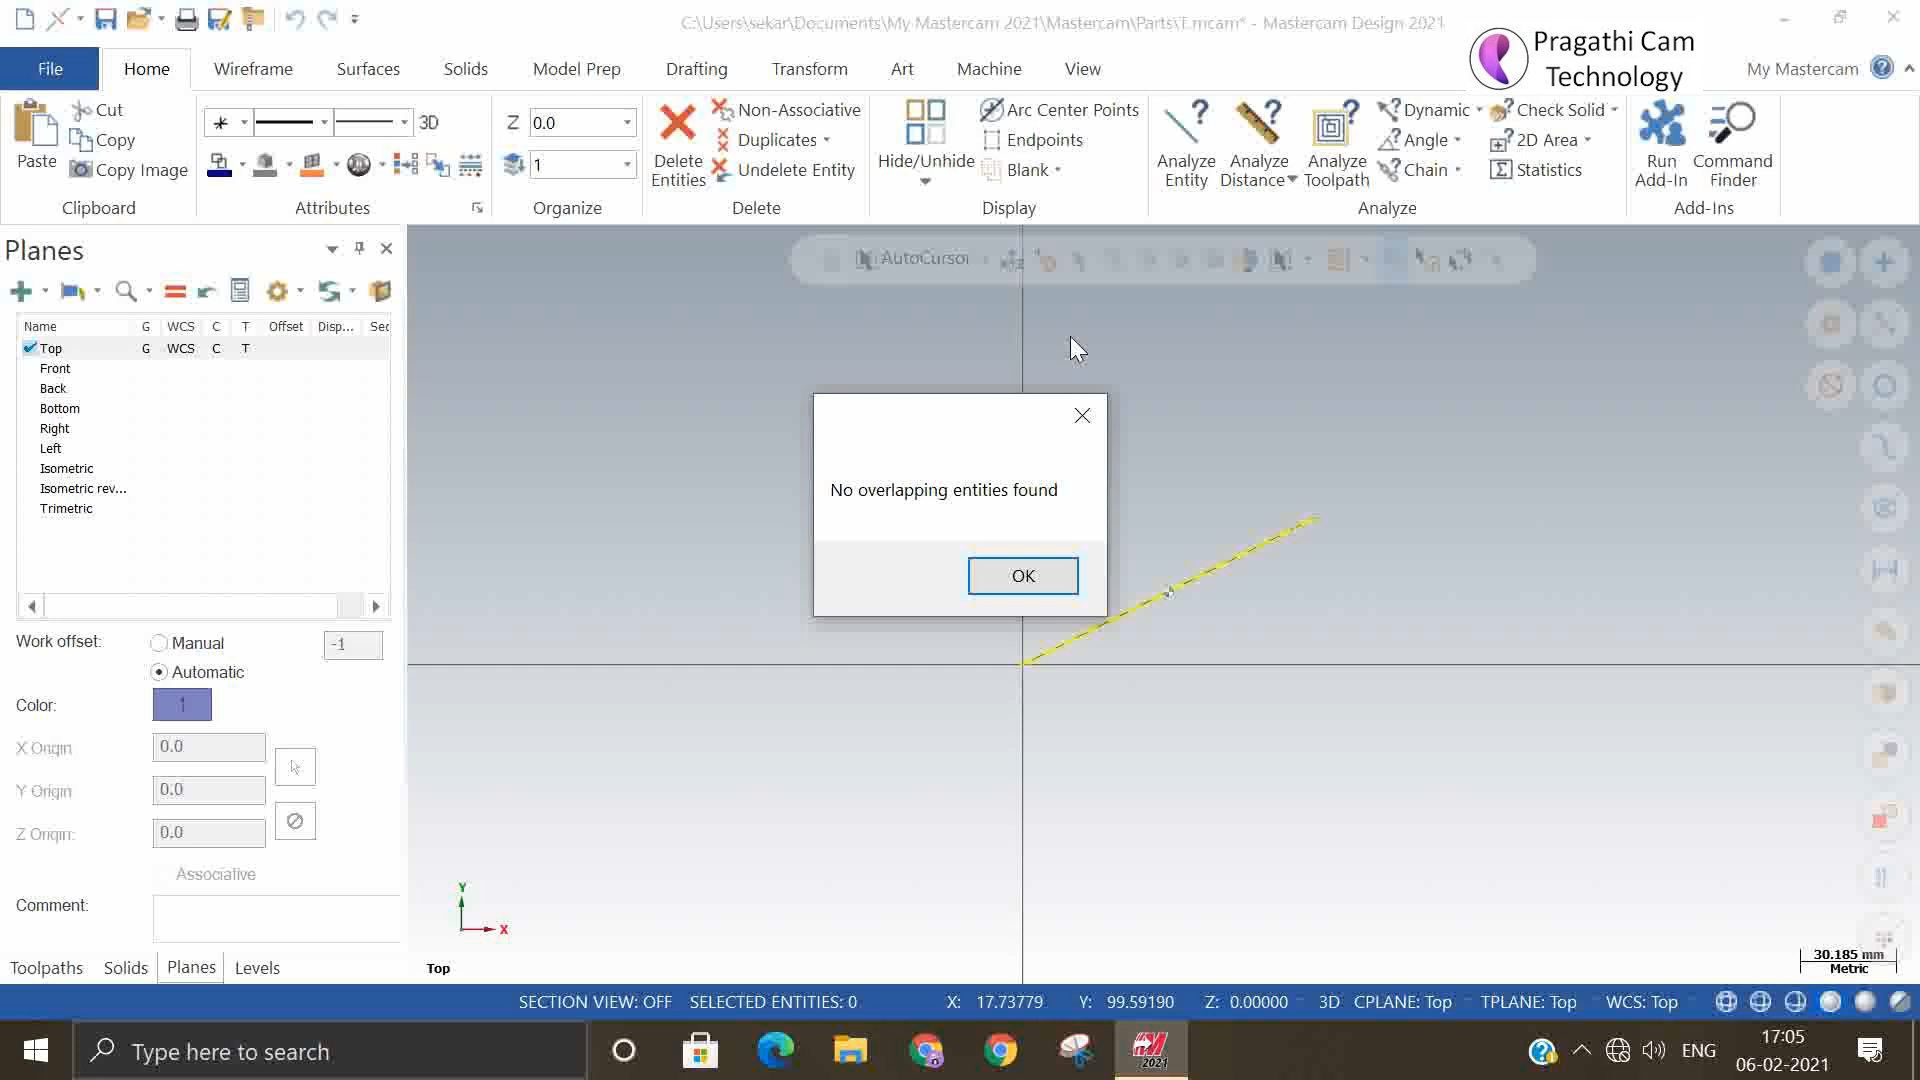 C:\Users\sekar\Documents\My Mastercam 2021\Mastercam\Parts\T.mcam* - Mastercam Design 2021
Pragathi Cam
Technology
File
Home
Wireframe
Surfaces
Solids
Model Prep
Drafting
Transform
Art
Machine
View
My Mastercam
Paste
Cut
Copy
Copy Image
Clipboard
3D
Attributes
Z
0.0
1
Organize
Delete
Entities
Non-Associative
Duplicates
Undelete Entity
Delete
Hide/Unhide
Arc Center Points
Endpoints
Blank
Display
Analyze
Entity
Analyze
Distance
Analyze
Toolpath
Dynamic
Angle
Chain
Check Solid
2D Area
Statistics
Analyze
Run
Add-In
Command
Finder
Add-Ins
Planes
AutoCursor
Name G WCS C T Offset Disp... Sec
Top G WCS C T
Front
Back
Bottom
Right
Left
Isometric
Isometric rev...
Trimetric
Work offset:
Manual
-1
Automatic
Color:
1
X Origin
0.0
Y Origin
0.0
Z Origin:
0.0
Associative
Comment:
No overlapping entities found
OK
Y
X
Toolpaths
Solids
Planes
Levels
Top
30.185 mm
Metric
SECTION VIEW: OFF SELECTED ENTITIES: 0 X: 17.73779 Y: 99.59190 Z: 0.00000 3D CPLANE: Top TPLANE: Top WCS: Top
Type here to search
2021
ENG
17:05
06-02-2021